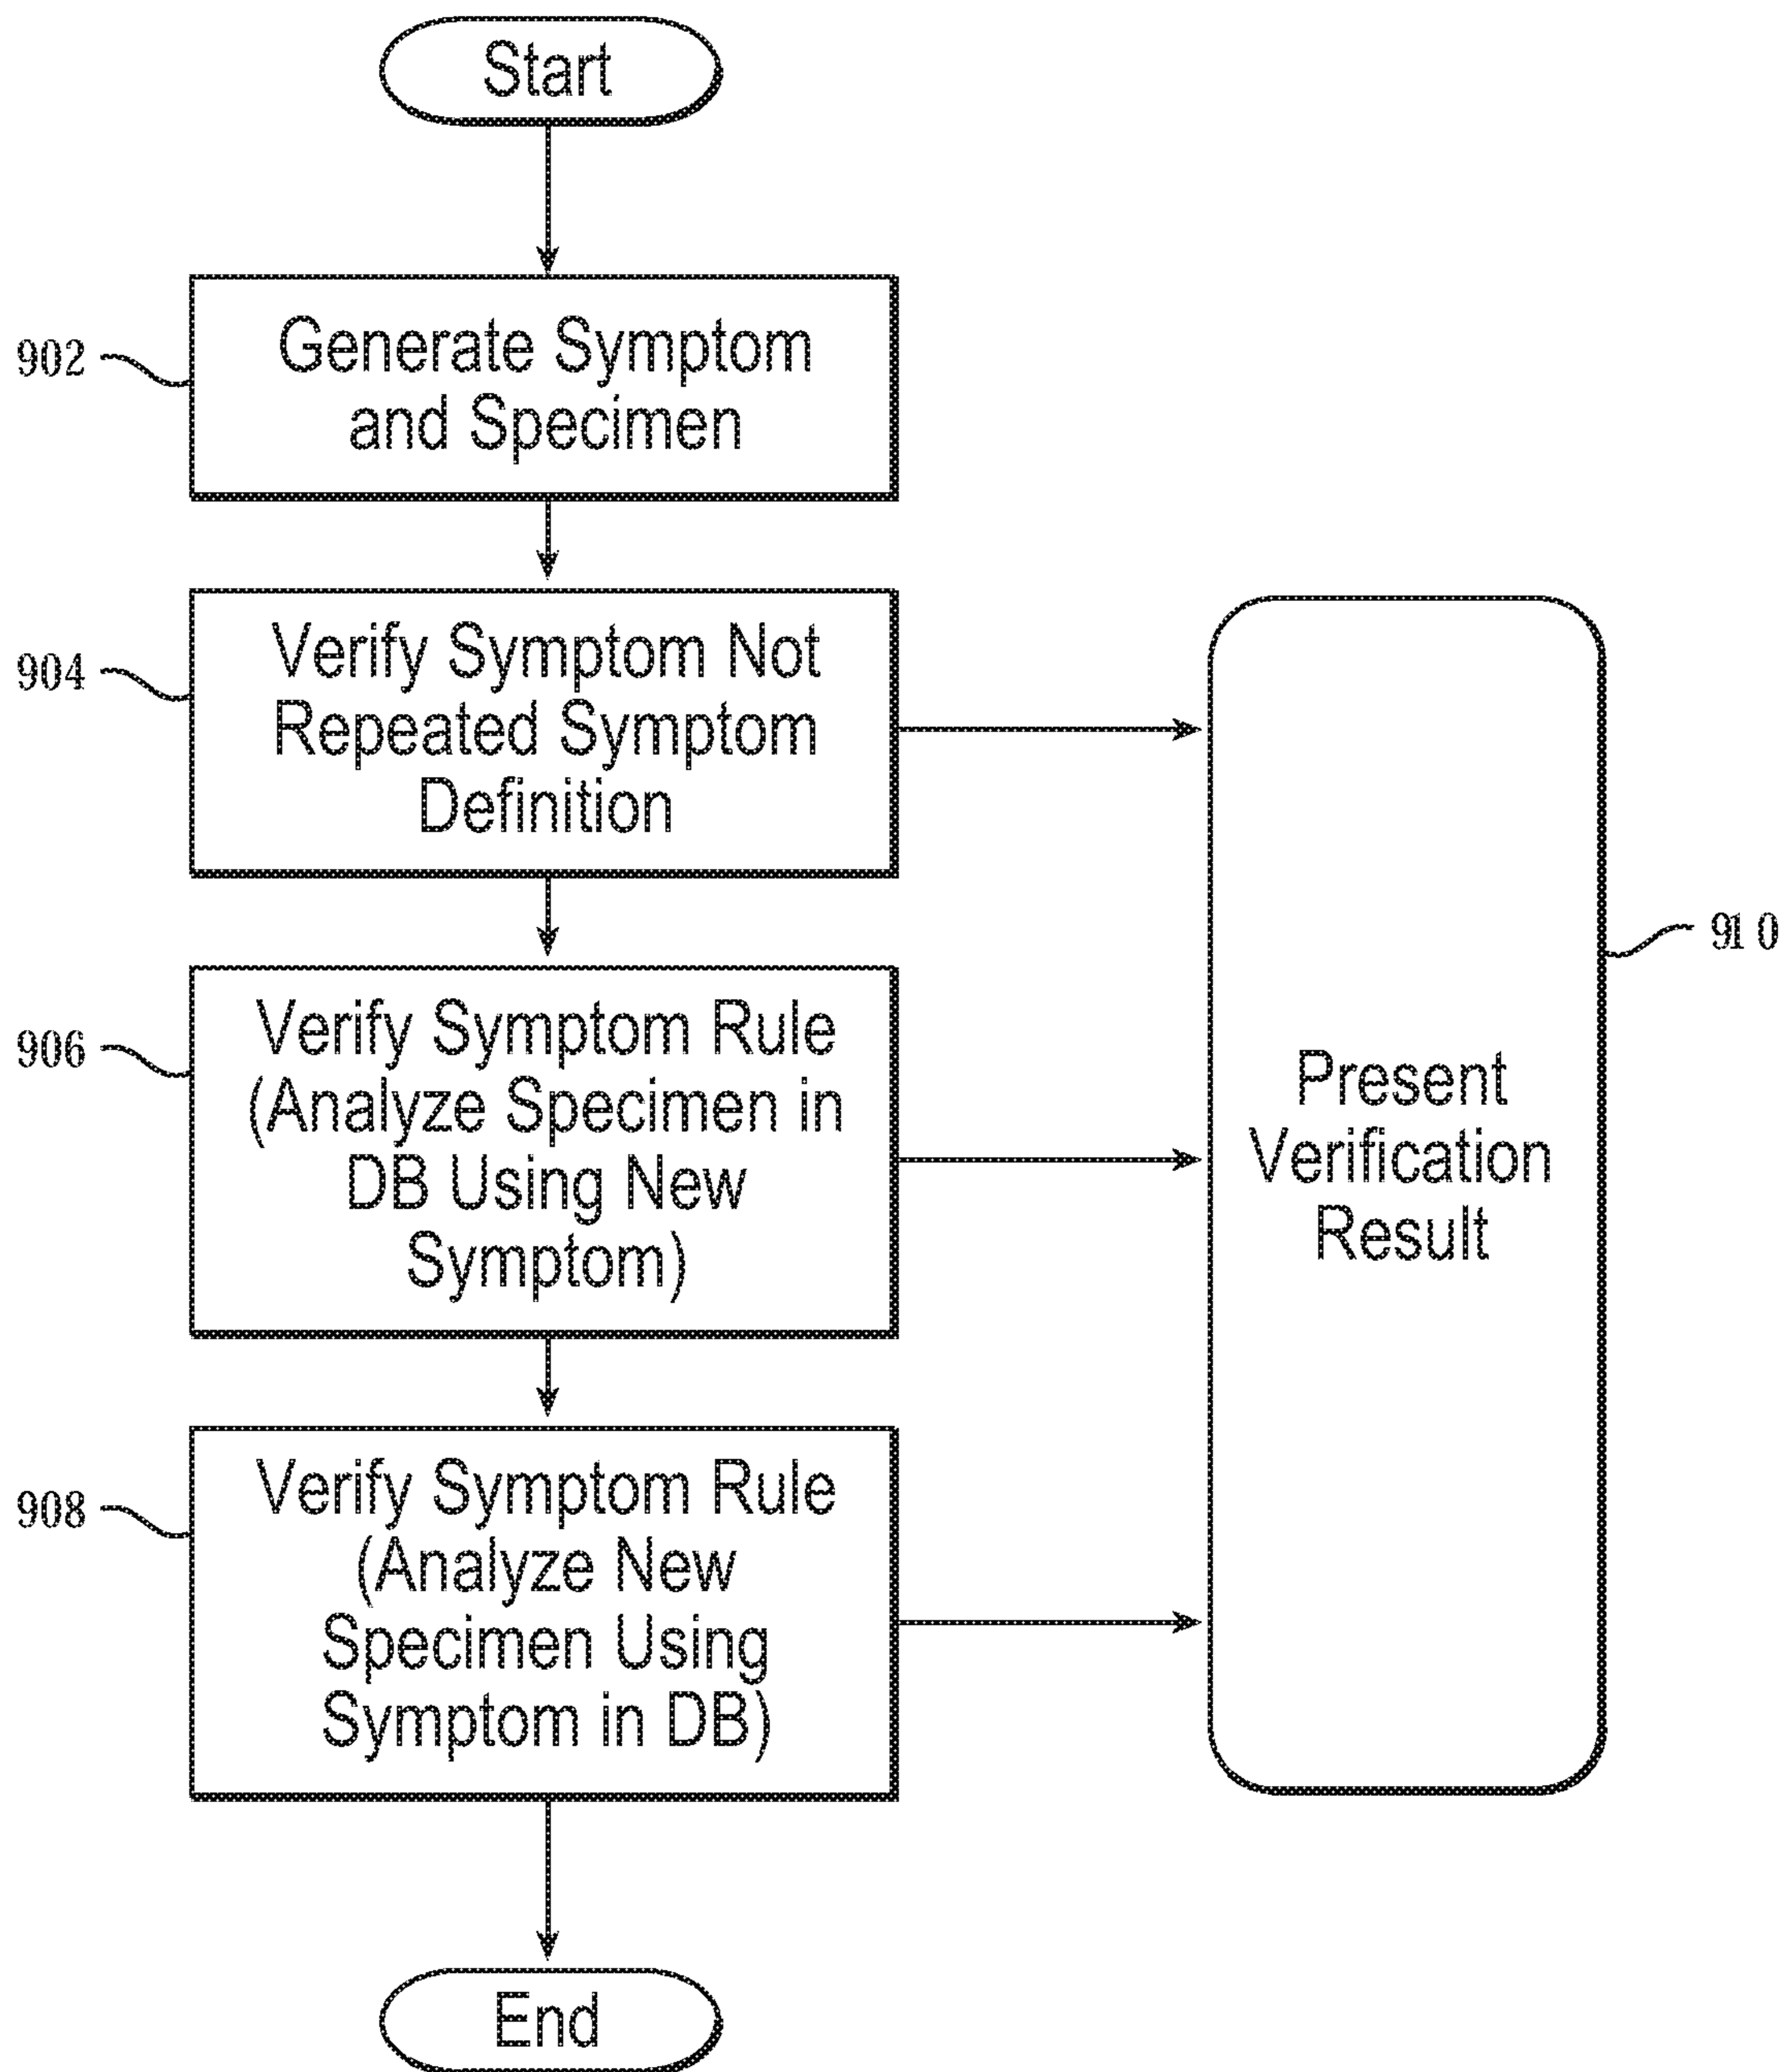 Start
902
Generate Symptom
and Specimen
904
Verify Symptom Not
Repeated Symptom
Definition
906
Verify Symptom Rule
(Analyze Specimen in
DB Using New
Symptom)
908
Verify Symptom Rule
(Analyze New
Specimen Using
Symptom in DB)
End
Present
Verification
Result
910